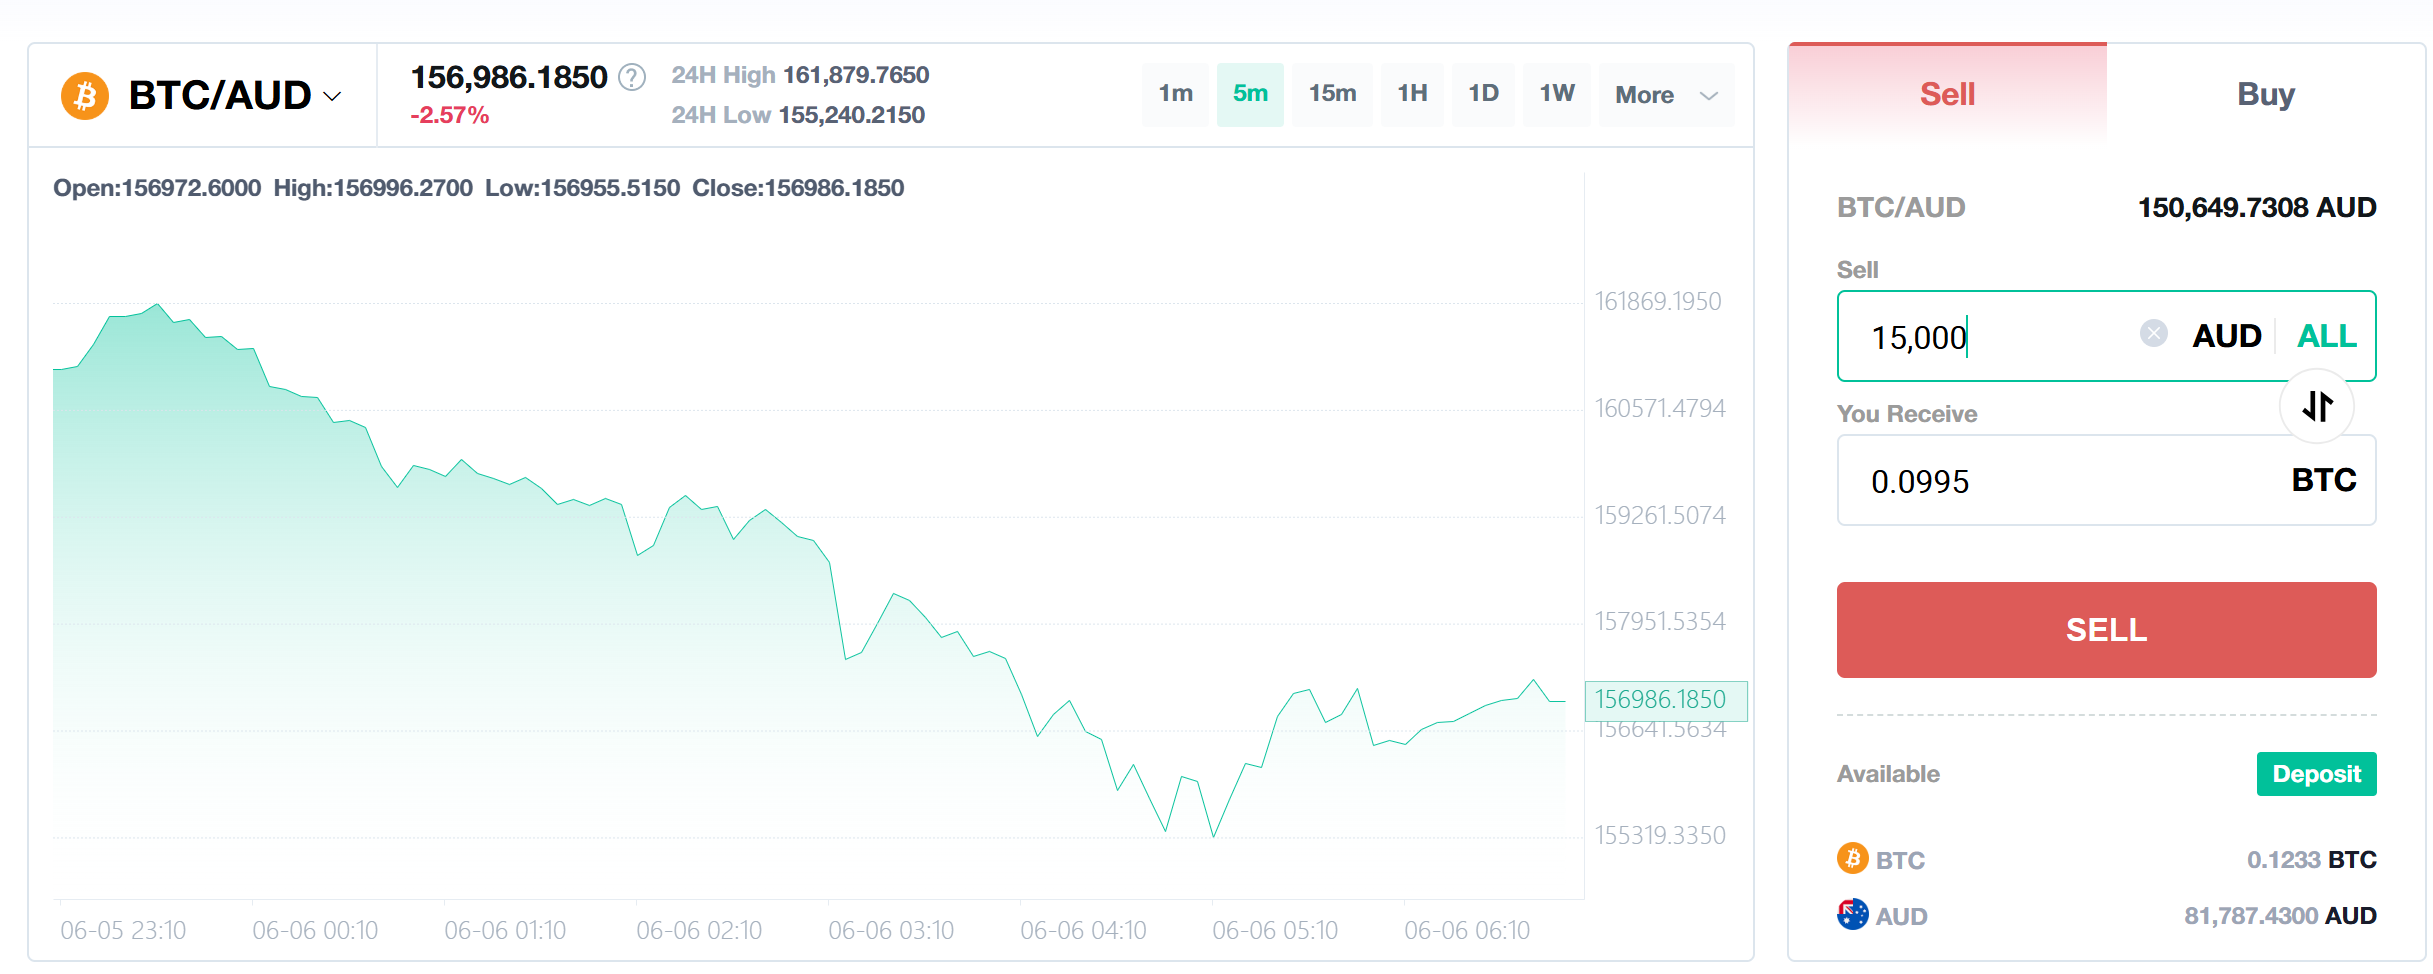 BTC/AUD
156,986.1850
-2.57%
24H High 161,879.7650
24H Low 155,240.2150
1m 5m 15m 1H 1D 1W More
Open:156972.6000 High:156996.2700 Low:156955.5150 Close:156986.1850
161869.1950
160571.4794
159261.5074
157951.5354
156986.1850
156641.5634
155319.3350
06-05 23:10 06-06 00:10 06-06 01:10 06-06 02:10 06-06 03:10 06-06 04:10 06-06 05:10 06-06 06:10
Sell Buy
BTC/AUD 150,649.7308 AUD
Sell
15,000 AUD ALL
You Receive
0.0995 BTC
SELL
Available Deposit
BTC 0.1233 BTC
AUD 81,787.4300 AUD